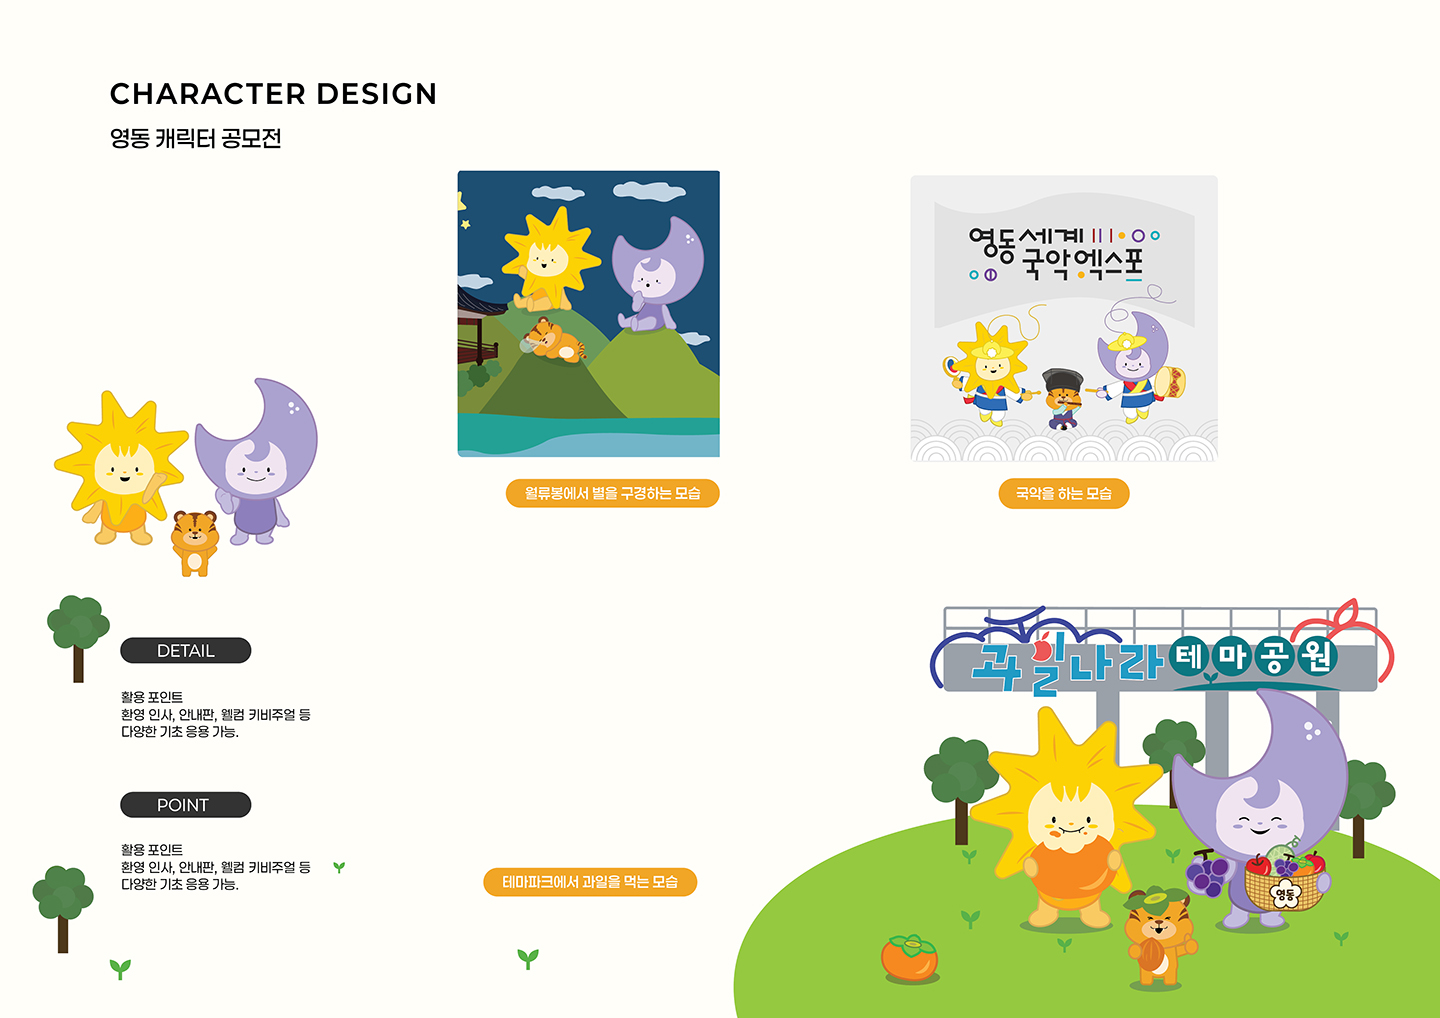 CHARACTER DESIGN
영동 캐릭터 공모전
월류봉에서 별을 구경하는 모습
영동세계
국악엑스포
국악을 하는 모습
DETAIL
활용 포인트
환영 인사, 안내판, 웰컴 키비주얼 등
다양한 기초 응용 가능.
POINT
활용 포인트
환영 인사, 안내판, 웰컴 키비주얼 등
다양한 기초 응용 가능.
테마파크에서 과일을 먹는 모습
과일나라테마공원
영동